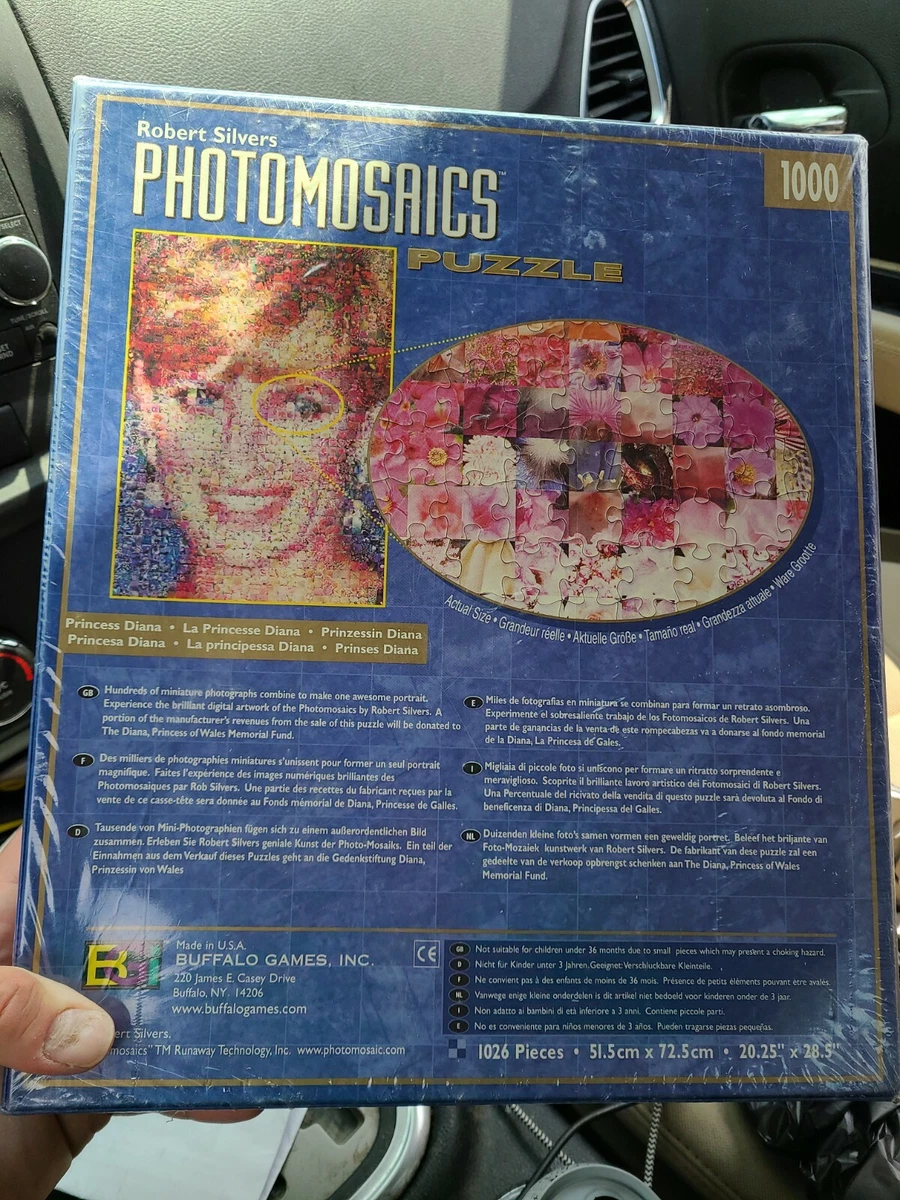 Robert Silvers
PHOTOMOSAICS™
PUZZLE
1000
Actual Size • Grandeur réelle • Aktuelle Größe • Tamaño real • Grandezza attuale • Ware Grootte
Princess Diana • La Princesse Diana • Prinzessin Diana
Princesa Diana • La principessa Diana • Prinses Diana
GB Hundreds of miniature photographs combine to make one awesome portrait.
Experience the brilliant digital artwork of the Photomosaics by Robert Silvers. A
portion of the manufacturer's revenues from the sale of this puzzle will be donated to
The Diana, Princess of Wales Memorial Fund.
F Des milliers de photographies miniatures s'unissent pour former un seul portrait
magnifique. Faites l'expérience des images numériques brilliantes des
Photomosaiques par Rob Silvers. Une partie des recettes du fabricant reçues par la
vente de ce casse-tête sera donnée au Fonds mémorial de Diana, Princesse de Galles.
D Tausende von Mini-Photographien fügen sich zu einem außerordentlichen Bild
zusammen. Erleben Sie Robert Silvers geniale Kunst der Photo-Mosaiks. Ein teil der
Einnahmen aus dem Verkauf dieses Puzzles geht an die Gedenkstiftung Diana,
Prinzessin von Wales
E Miles de fotografias en miniatura se combinan para formar un retrato asombroso.
Experimente el sobresaliente trabajo de los Fotomosaicos de Robert Silvers. Una
parte de ganancias de la venta de este rompecabezas va a donarse al fondo memorial
de la Diana, La Princesa de Gales.
I Migliaia di piccole foto si uniscono per formare un ritratto sorprendente e
meraviglioso. Scoprite il brilliante lavoro artistico dei Fotomosaici di Robert Silvers.
Una Percentuale del ricivato della vendita di questo puzzle sará devoluta al Fondo di
beneficenza di Diana, Principessa del Galles.
NL Duizenden kleine foto's samen vormen een geweldig portret. Beleef het briljante van
Foto-Mozaiek kunstwerk van Robert Silvers. De fabrikant van dese puzzle zal een
gedeelte van de verkoop opbrengst schenken aan The Diana, Princess of Wales
Memorial Fund.
Made in U.S.A.
BUFFALO GAMES, INC.
220 James E. Casey Drive
Buffalo, NY. 14206
www.buffalogames.com
ert Silvers.
mosaics™ TM Runaway Technology, Inc. www.photomosaic.com
CE
GB Not suitable for children under 36 months due to small pieces which may present a choking hazard.
D Nicht für Kinder unter 3 Jahren. Geeignet: Verschluckbare Kleinteile.
F Ne convient pas à des enfants de moins de 36 mois. Présence de petits éléments pouvant être avalés.
NL Vanwege enige kleine onderdelen is dit artikel niet bedoeld voor kinderen onder de 3 jaar.
I Non adatto ai bambini di etá inferiore a 3 anni. Contiene piccole parti.
E No es conveniente para niños menores de 3 años. Pueden tragarse piezas pequeñas.
1026 Pieces • 51.5cm x 72.5cm • 20.25" x 28.5"